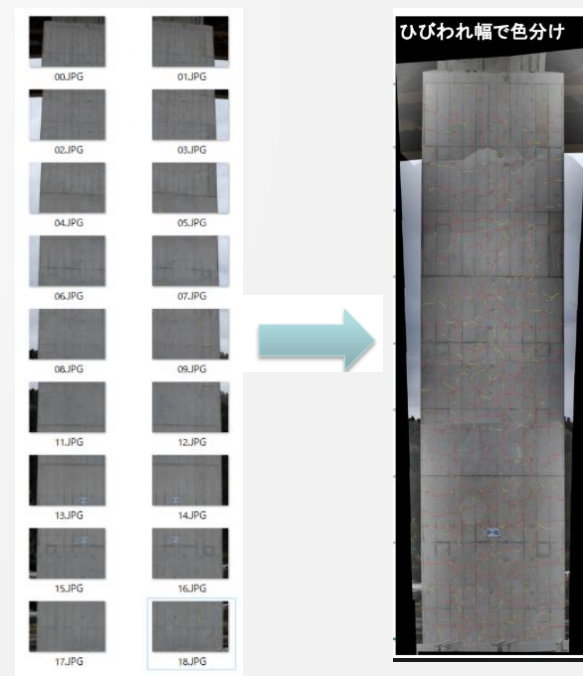 ひびわれ幅で色分け
00.JPG 01.JPG
02.JPG 03.JPG
04.JPG 05.JPG
06.JPG 07.JPG
08.JPG 09.JPG
11.JPG 12.JPG
13.JPG 14.JPG
15.JPG 16.JPG
17.JPG 18.JPG